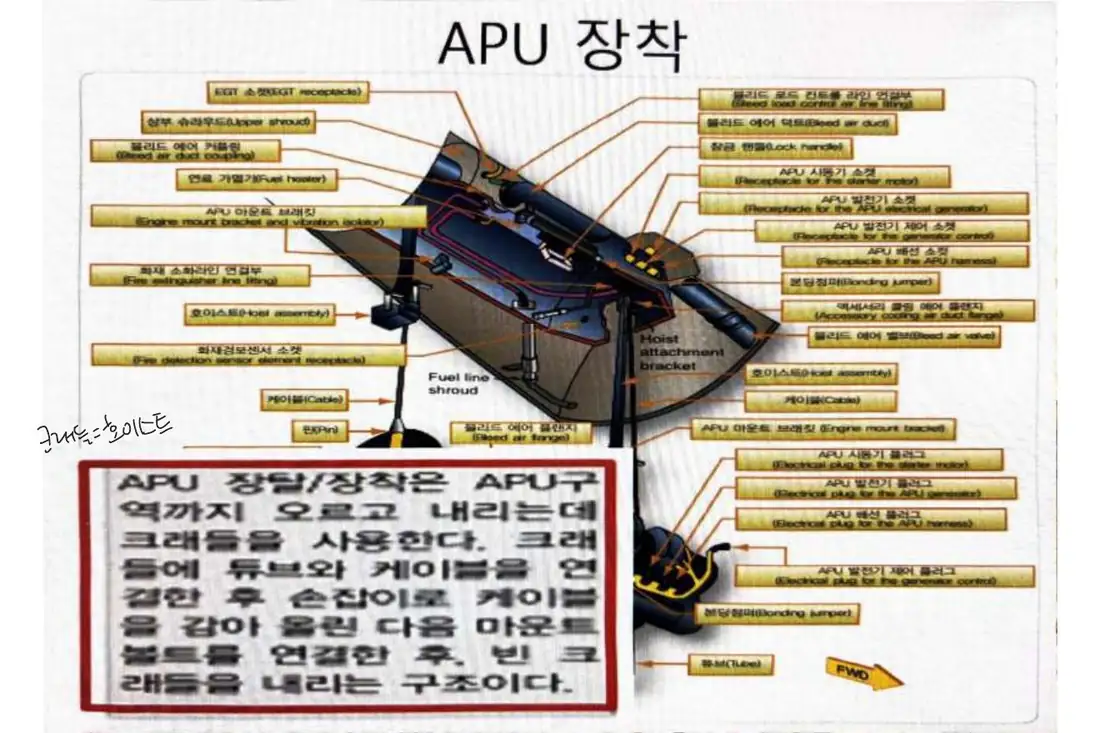 APU 장착
EGT 소켓(EGT receptacle)
상부 슈라우드(Upper shroud)
블리드 에어 커플링
(Bleed air duct coupling)
연료 가열기(Fuel heater)
APU 마운트 브래킷
(Engine mount bracket and vibration isolator)
화재 소화라인 연결부
(Fire extinguisher line fitting)
호이스트(Hoist assembly)
화재경보센서 소켓
(Fire detection sensor element receptacle)
케이블(Cable)
핀(Pin)
블리드 로드 컨트롤 라인 연결부
(Bleed load control air line fitting)
블리드 에어 덕트(Bleed air duct)
잠금 핸들(Lock handle)
APU 시동기 소켓
(Receptacle for the starter motor)
APU 발전기 소켓
(Receptacle for the APU electrical generator)
APU 발전기 제어 소켓
(Receptacle for the generator control)
APU 배선 소켓
(Receptacle for the APU harness)
본딩점퍼(Bonding jumper)
액세서리 쿨링 에어 플랜지
(Accessory cooling air duct flange)
블리드 에어 밸브(Bleed air valve)
Hoist
attachment
bracket
Fuel line
shroud
호이스트(Hoist assembly)
케이블(Cable)
블리드 에어 플랜지
(Bleed air flange)
APU 마운트 브래킷 (Engine mount bracket)
APU 시동기 플러그
(Electrical plug for the starter motor)
APU 발전기 플러그
(Electrical plug for the APU generator)
APU 배선 플러그
(Electrical plug for the APU harness)
APU 발전기 제어 플러그
(Electrical plug for the generator control)
본딩점퍼(Bonding jumper)
튜브(Tube)
FWD
크래들=호이스트
APU 장탈/장착은 APU구
역까지 오르고 내리는데
크래들을 사용한다. 크래
들에 튜브와 케이블을 연
결한 후 손잡이로 케이블
을 감아 올린 다음 마운트
볼트를 연결한 후, 빈 크
래들을 내리는 구조이다.